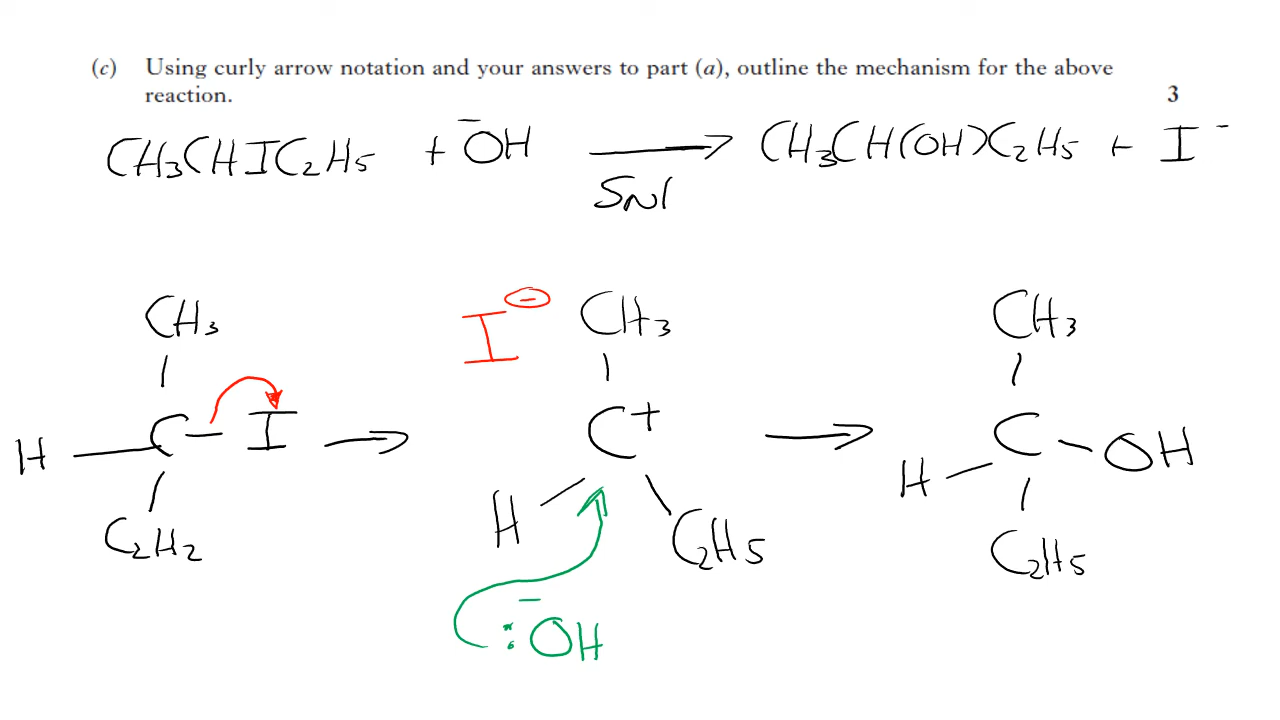 (c) Using curly arrow notation and your answers to part (a), outline the mechanism for the above
reaction. 3
CH₃CHIC₂H₅ + ⁻OH ⟶ CH₃CH(OH)C₂H₅ + I⁻
SN1
I⁻
CH₃ CH₃ CH₃
H — C — I → C⁺ → C — OH
H H
C₂H₂ C₂H₅ C₂H₅
:⁻OH